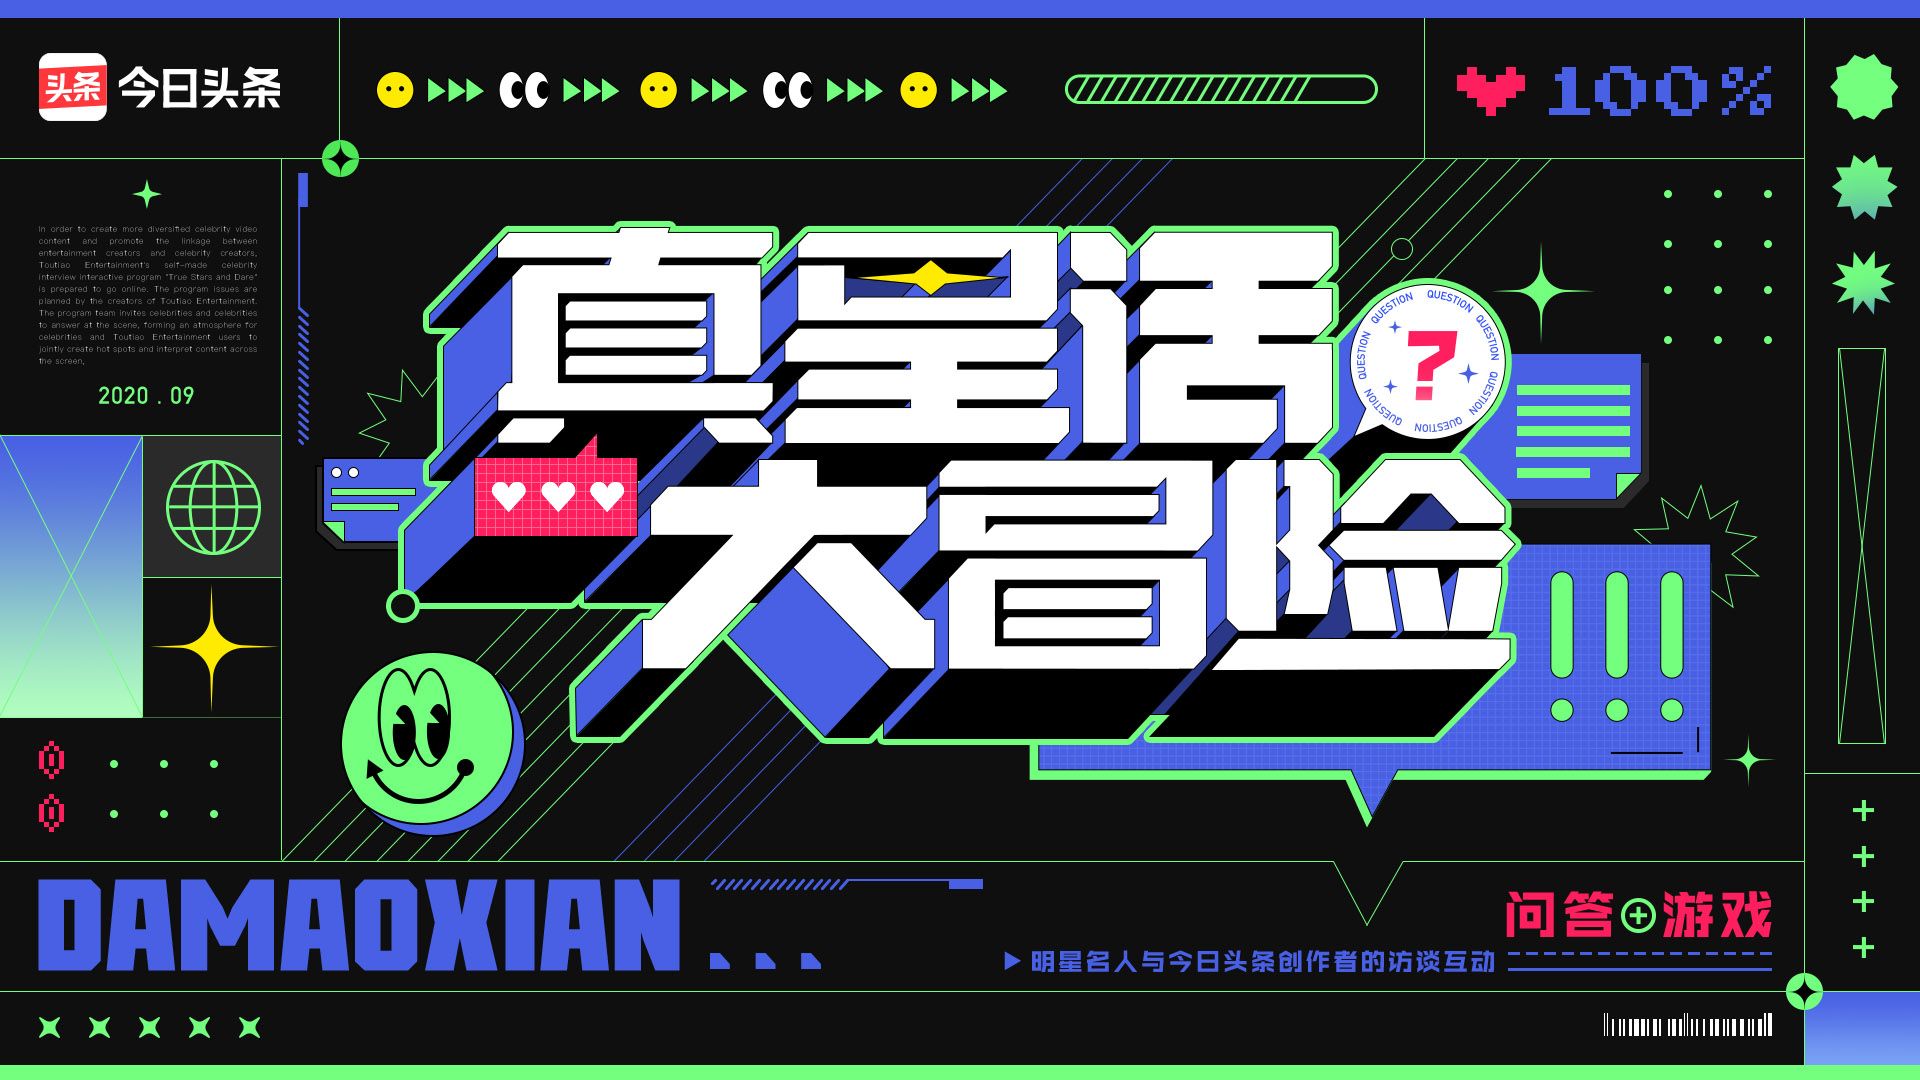 头条 今日头条
100%
In order to create more diversified celebrity video
content and promote the linkage between
entertainment creators and celebrity creators,
Toutiao Entertainment's self-made celebrity
interview interactive program "True Stars and Dare"
is prepared to go online. The program issues are
planned by the creators of Toutiao Entertainment.
The program team invites celebrities and celebrities
to answer at the scene, forming an atmosphere for
celebrities and Toutiao Entertainment users to
jointly create hot spots and interpret content across
the screen.
2020 . 09
真星话
QUESTION QUESTION QUESTION QUESTION QUESTION QUESTION QUESTION
?
大冒险
!!!
0
0
DAMAOXIAN
问答+游戏
明星名人与今日头条创作者的访谈互动